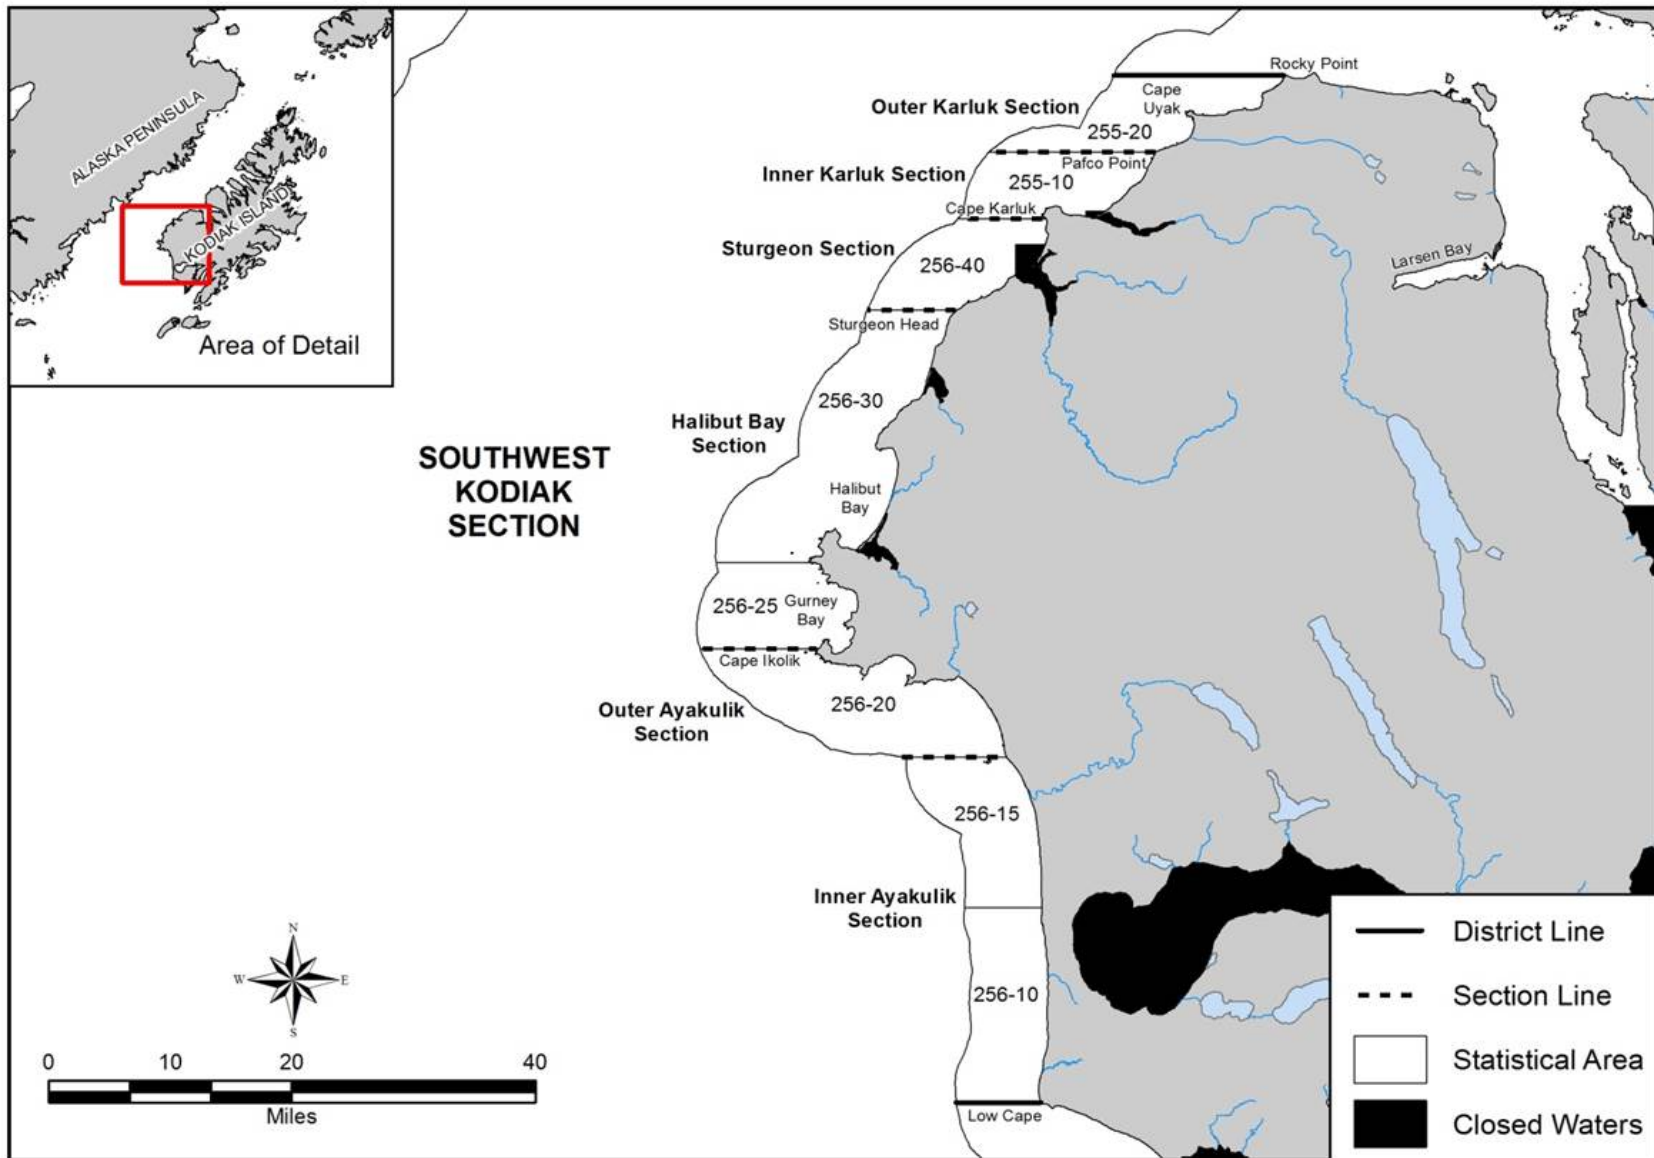 ALASKA PENINSULA
KODIAK ISLAND
Area of Detail
Rocky Point
Cape
Uyak
Outer Karluk Section
255-20
Pafco Point
Inner Karluk Section
255-10
Cape Karluk
Sturgeon Section
256-40
Larsen Bay
Sturgeon Head
256-30
Halibut Bay
Section
SOUTHWEST
KODIAK
SECTION
Halibut
Bay
256-25
Gurney
Bay
Cape Ikolik
256-20
Outer Ayakulik
Section
256-15
Inner Ayakulik
Section
256-10
Low Cape
N
W
E
S
0 10 20 40
Miles
District Line
Section Line
Statistical Area
Closed Waters